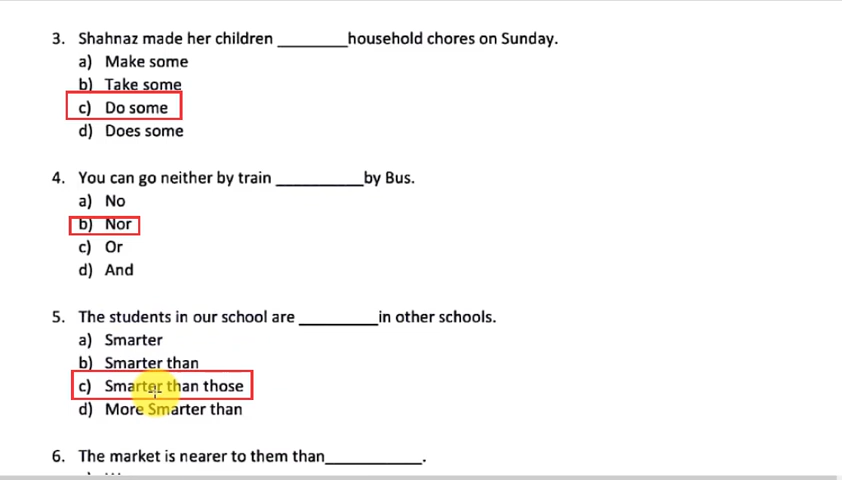 3. Shahnaz made her children ________household chores on Sunday.
a) Make some
b) Take some
c) Do some
d) Does some
4. You can go neither by train __________by Bus.
a) No
b) Nor
c) Or
d) And
5. The students in our school are _________in other schools.
a) Smarter
b) Smarter than
c) Smarter than those
d) More Smarter than
6. The market is nearer to them than___________.